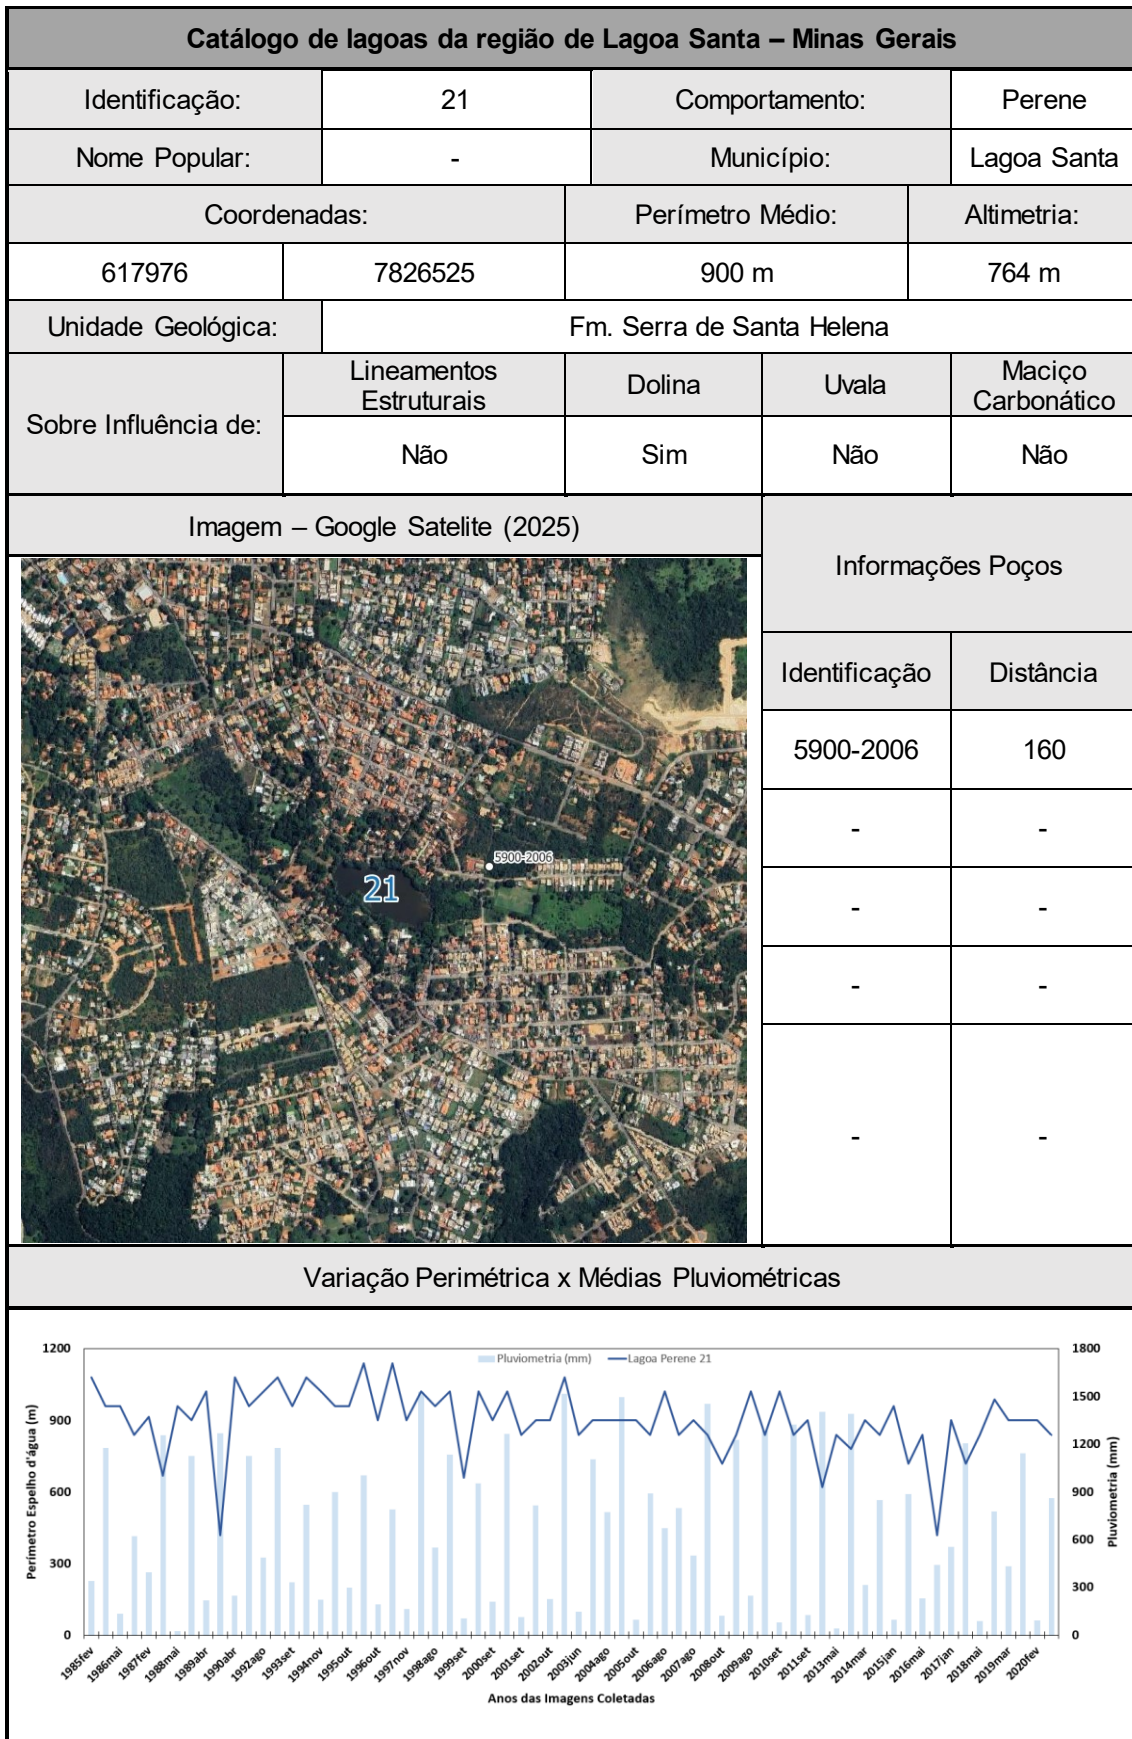 Catálogo de lagoas da região de Lagoa Santa – Minas Gerais
Identificação: 21 Comportamento: Perene
Nome Popular: - Município: Lagoa Santa
Coordenadas: Perímetro Médio: Altimetria:
617976 7826525 900 m 764 m
Unidade Geológica: Fm. Serra de Santa Helena
Sobre Influência de:
Lineamentos Estruturais Dolina Uvala Maciço Carbonático
Não Sim Não Não
Imagem – Google Satelite (2025)
21
5900-2006
Informações Poços
Identificação Distância
5900-2006 160
- -
- -
- -
- -
Variação Perimétrica x Médias Pluviométricas
Pluviometria (mm) Lagoa Perene 21
Perímetro Espelho d'água (m)
1200
900
600
300
0
1800
1500
1200
900
600
300
0
Pluviometria (mm)
1985fev 1986mai 1987fev 1988mai 1989abr 1990abr 1992ago 1993set 1994nov 1995out 1996out 1997nov 1998ago 1999set 2000set 2001set 2002out 2003jun 2004ago 2005out 2006ago 2007ago 2008out 2009ago 2010set 2011set 2013mai 2014mar 2015jan 2016mai 2017jan 2018mai 2019mar 2020fev
Anos das Imagens Coletadas